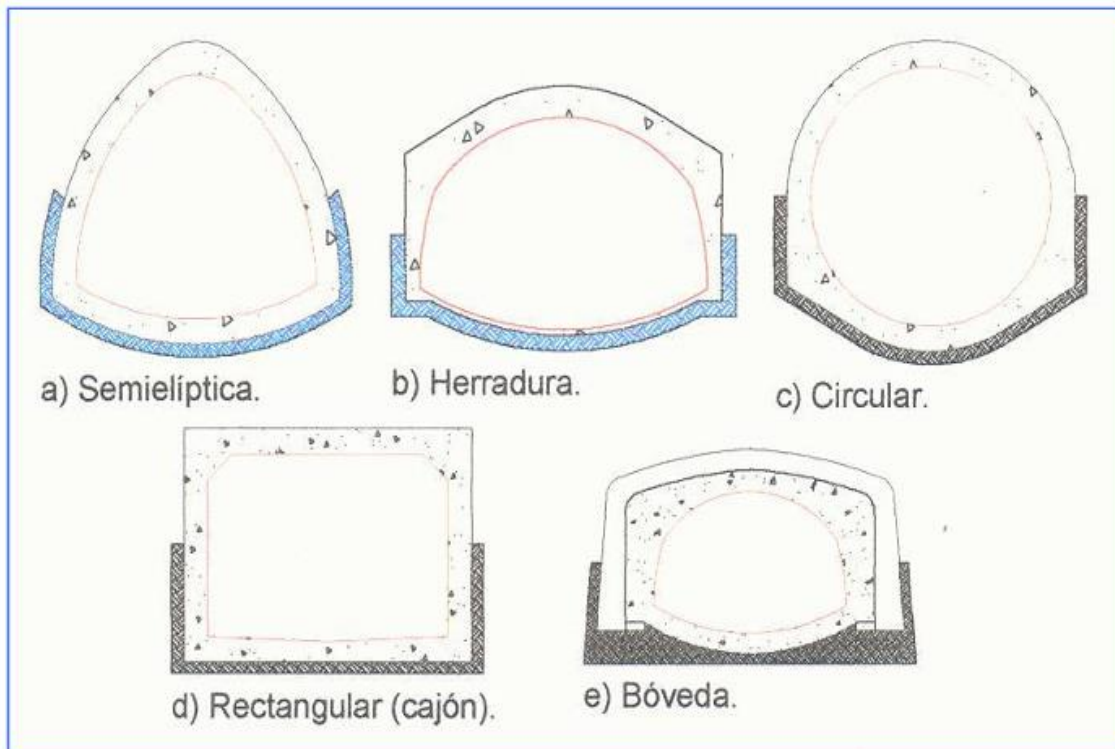 a) Semielíptica.
b) Herradura.
c) Circular.
d) Rectangular (cajón).
e) Bóveda.